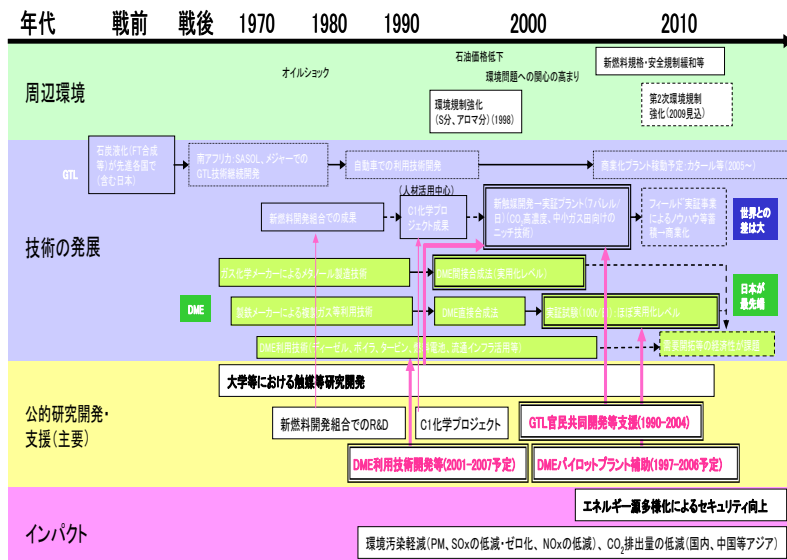 年代 戦前 戦後 1970 1980 1990 2000 2010
周辺環境
オイルショック
石油価格低下
環境問題への関心の高まり
新燃料規格・安全規制緩和等
環境規制強化
(S分、アロマ分)(1998)
第2次環境規制
強化(2009見込)
技術の発展
GTL
石炭液化(FT合成
等)が先進各国で
(含む日本)
南アフリカ:SASOL、メジャーでの
GTL技術継続開発
自動車での利用技術開発
商業化プラント稼動予定:カタール等(2005~)
新燃料開発組合での成果
(人材活用中心)
C1化学プロ
ジェクト成果
新触媒開発→実証プラント(7バレル/
日)(CO2高濃度、中小ガス田向けの
ニッチ技術)
フィールド実証事業
によるノウハウ等蓄
積→商業化
世界との
差は大
ガス化学メーカーによるメタノール製造技術
DME間接合成法(実用化レベル)
日本が
最先端
DME
製鉄メーカーによる
ガス等利用技術
DME直接合成法
実証試験(100t/
ほぼ実用化レベル
DME利用技術(ディーゼル、ボイラ、タービン、
電池、流通インフラ活用等)
需要開拓等の経済性が課題
公的研究開発・
支援(主要)
大学等における触媒等研究開発
新燃料開発組合でのR&D
C1化学プロジェクト
GTL官民共同開発等支援(1990-2004)
DME利用技術開発等(2001-2007予定)
DMEパイロットプラント補助(1997-2006予定)
インパクト
エネルギー源多様化によるセキュリティ向上
環境汚染軽減(PM、SOxの低減・ゼロ化、NOxの低減)、CO2排出量の低減(国内、中国等アジア)